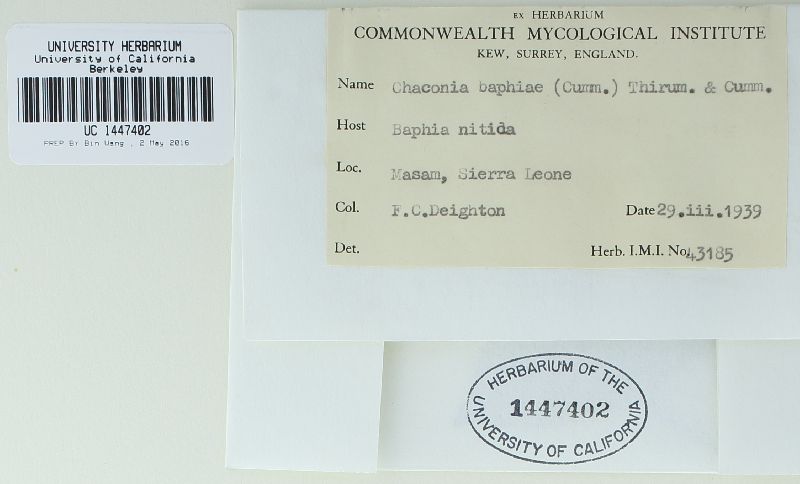 UNIVERSITY HERBARIUM
University of California
Berkeley
UC 1447402
PREP By Bin Wang , 2 May 2016
EX HERBARIUM
COMMONWEALTH MYCOLOGICAL INSTITUTE
KEW, SURREY, ENGLAND.
Name Chaconia baphiae (Cumm.) Thirum. & Cumm.
Host Baphia nitida
Loc. Masam, Sierra Leone
Col. F.C.Deighton Date 29.iii.1939
Det. Herb. I.M.I. No. 43185
HERBARIUM OF THE
1447402
UNIVERSITY OF CALIFORNIA